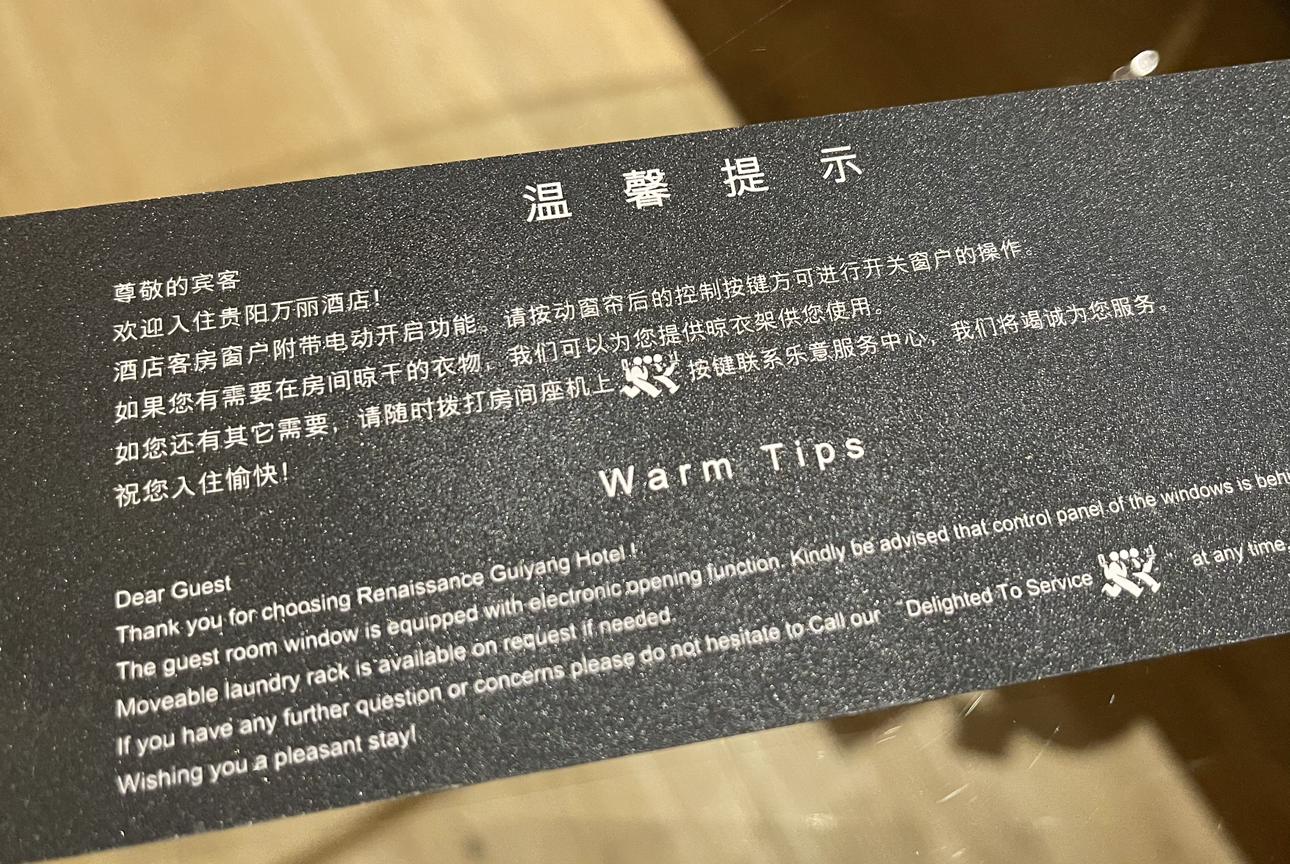 温馨提示
尊敬的宾客
欢迎入住贵阳万丽酒店！
酒店客房窗户附带电动开启功能。请按动窗帘后的控制按键方可进行开关窗户的操作。
如果您有需要在房间晾干的衣物，我们可以为您提供晾衣架供您使用。
如您还有其它需要，请随时拨打房间座机上 按键联系乐意服务中心，我们将竭诚为您服务。
祝您入住愉快！
Warm Tips
Dear Guest
Thank you for choosing Renaissance Guiyang Hotel !
The guest room window is equipped with electronic opening function. Kindly be advised that control panel of the windows is
Moveable laundry rack is available on request if needed.
If you have any further question or concerns please do not hesitate to Call our "Delighted To Service " at any time.
Wishing you a pleasant stay!